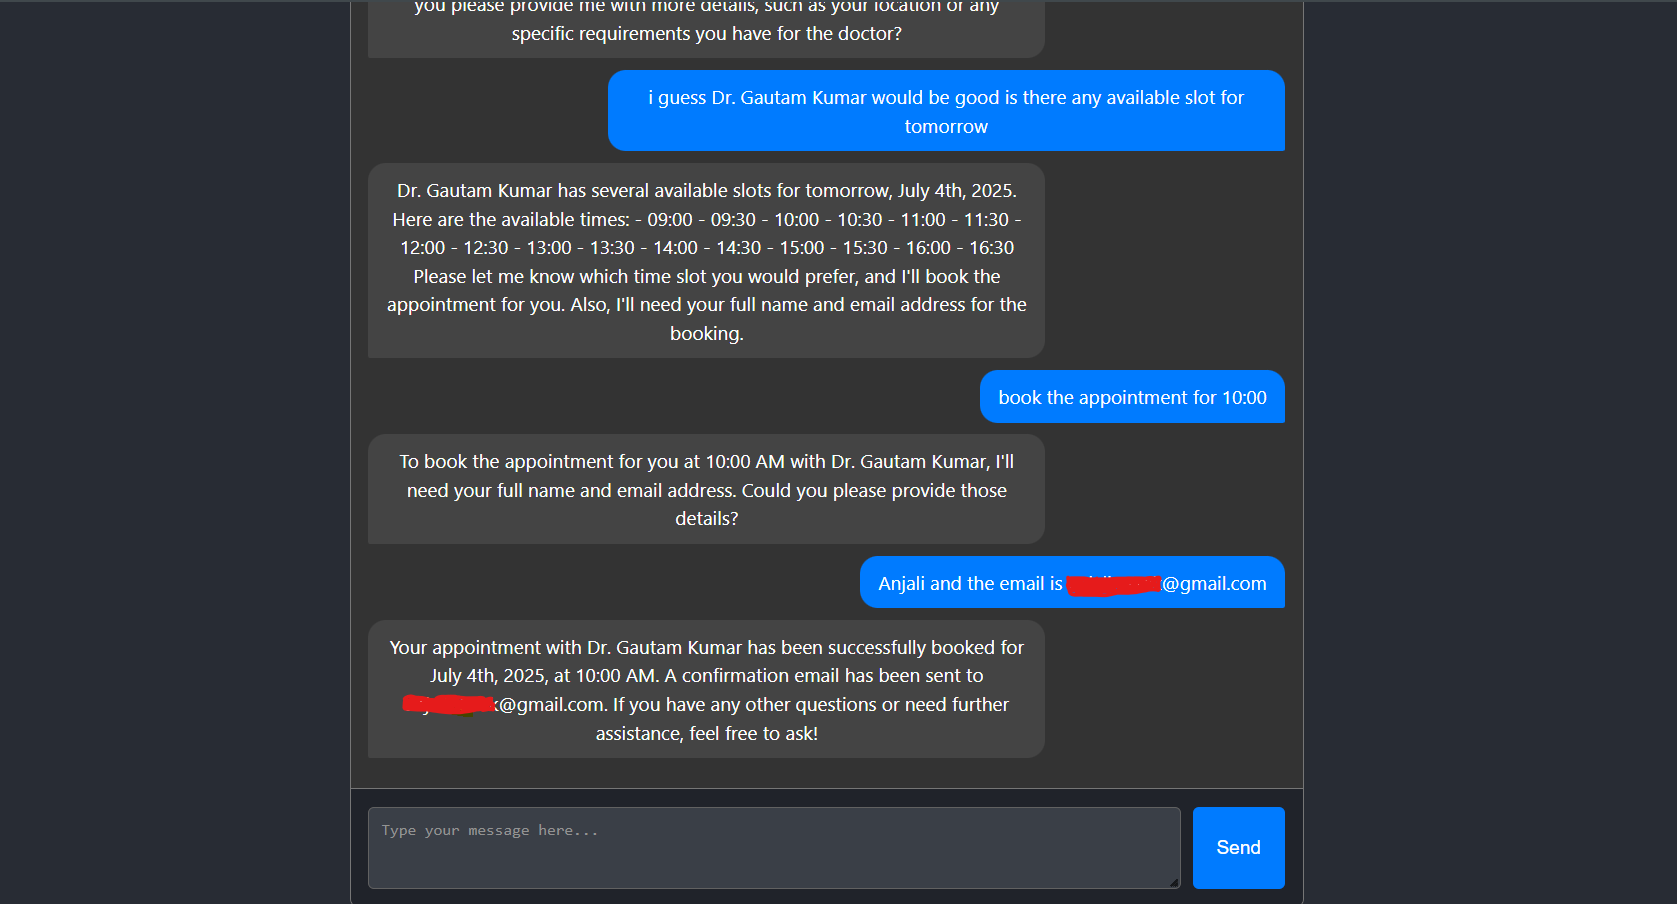 you please provide me with more details, such as your location or any
specific requirements you have for the doctor?
i guess Dr. Gautam Kumar would be good is there any available slot for
tomorrow
Dr. Gautam Kumar has several available slots for tomorrow, July 4th, 2025.
Here are the available times: - 09:00 - 09:30 - 10:00 - 10:30 - 11:00 - 11:30 -
12:00 - 12:30 - 13:00 - 13:30 - 14:00 - 14:30 - 15:00 - 15:30 - 16:00 - 16:30
Please let me know which time slot you would prefer, and I'll book the
appointment for you. Also, I'll need your full name and email address for the
booking.
book the appointment for 10:00
To book the appointment for you at 10:00 AM with Dr. Gautam Kumar, I'll
need your full name and email address. Could you please provide those
details?
Anjali and the email is @gmail.com
Your appointment with Dr. Gautam Kumar has been successfully booked for
July 4th, 2025, at 10:00 AM. A confirmation email has been sent to
@gmail.com. If you have any other questions or need further
assistance, feel free to ask!
Type your message here...
Send